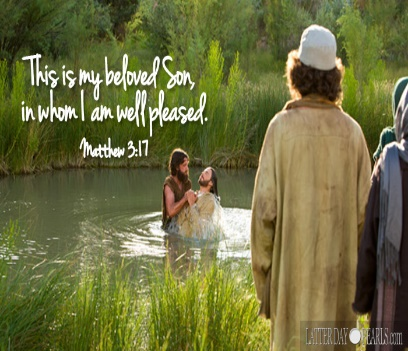 This is my beloved Son,
in whom I am well pleased.
Matthew 3:17
LATTER DAY PEARLS.com